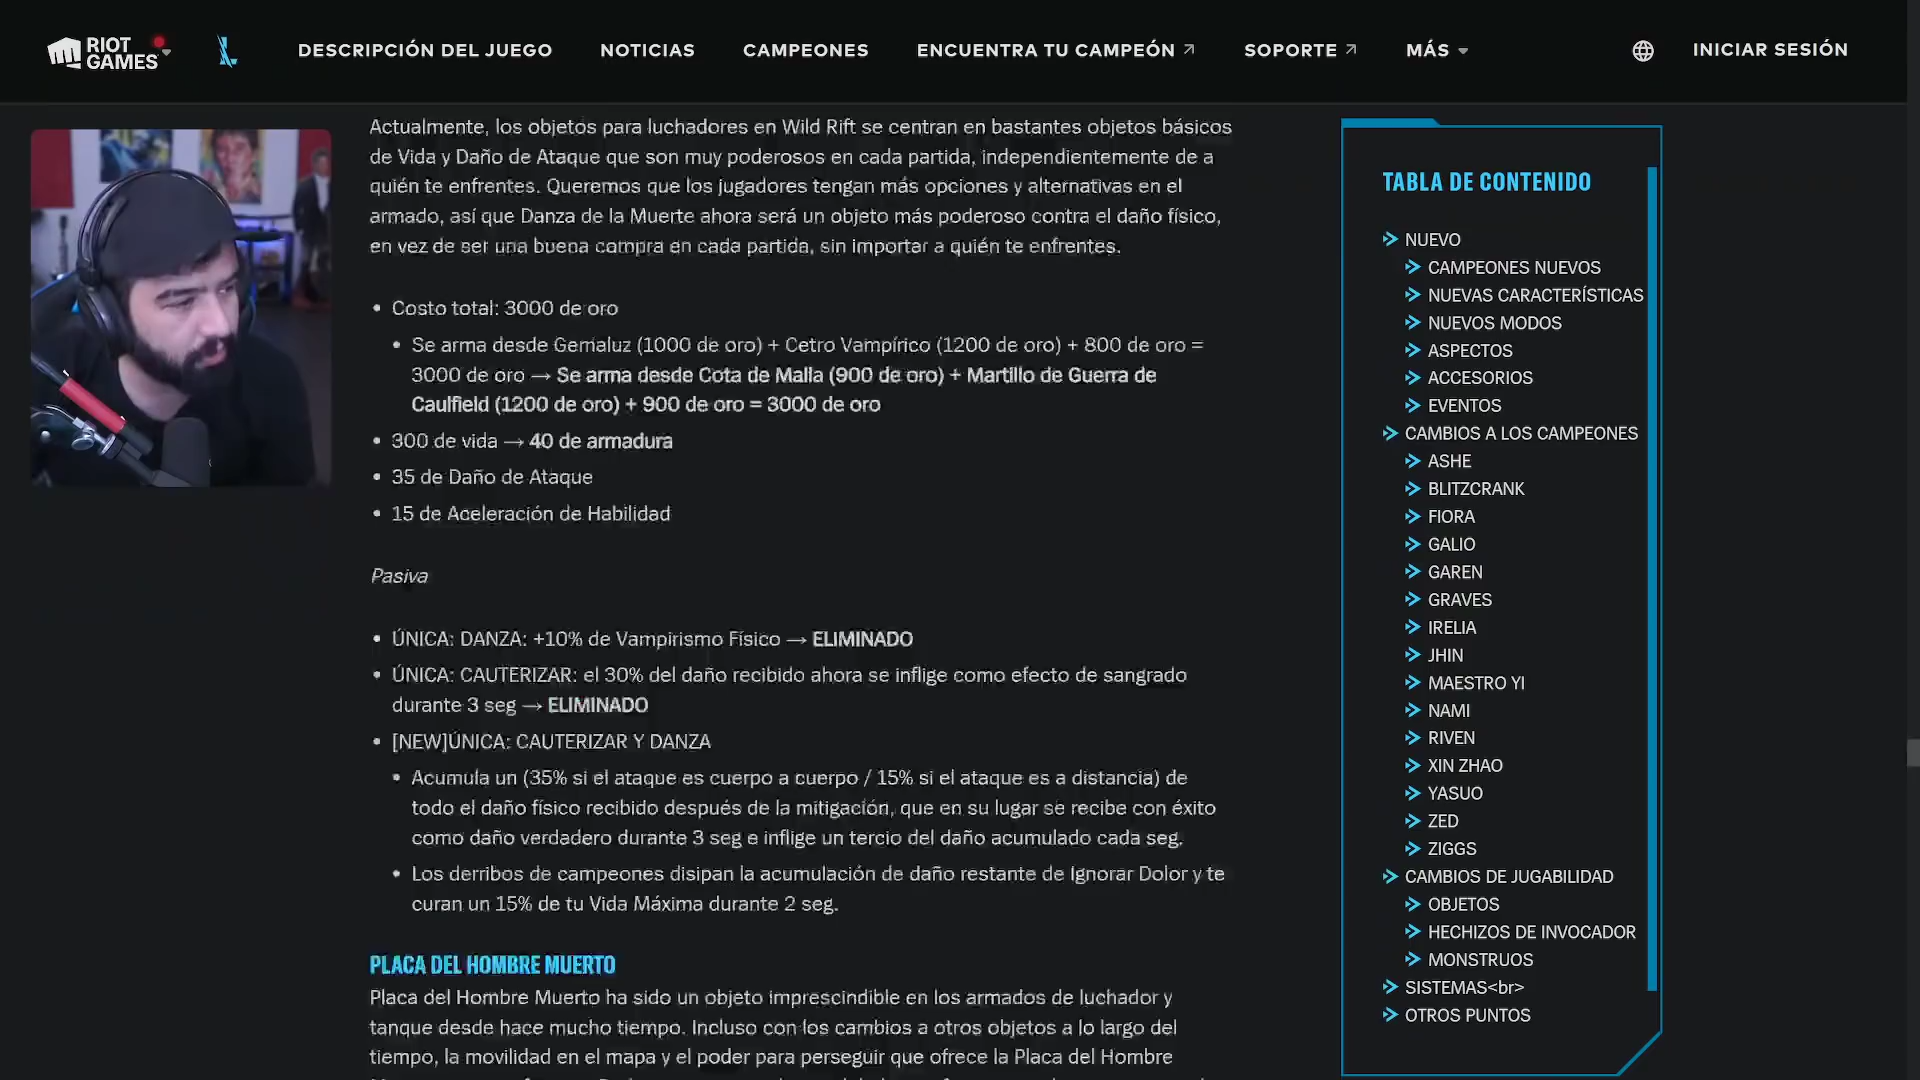 RIOT GAMES
DESCRIPCIÓN DEL JUEGO NOTICIAS CAMPEONES ENCUENTRA TU CAMPEÓN SOPORTE MÁS INICIAR SESIÓN
Actualmente, los objetos para luchadores en Wild Rift se centran en bastantes objetos básicos
de Vida y Daño de Ataque que son muy poderosos en cada partida, independientemente de a
quién te enfrentes. Queremos que los jugadores tengan más opciones y alternativas en el
armado, así que Danza de la Muerte ahora será un objeto más poderoso contra el daño físico,
en vez de ser una buena compra en cada partida, sin importar a quién te enfrentes.
• Costo total: 3000 de oro
• Se arma desde Gemaluz (1000 de oro) + Cetro Vampírico (1200 de oro) + 800 de oro =
3000 de oro → Se arma desde Cota de Malla (900 de oro) + Martillo de Guerra de
Caulfield (1200 de oro) + 900 de oro = 3000 de oro
• 300 de vida → 40 de armadura
• 35 de Daño de Ataque
• 15 de Aceleración de Habilidad
Pasiva
• ÚNICA: DANZA: +10% de Vampirismo Físico → ELIMINADO
• ÚNICA: CAUTERIZAR: el 30% del daño recibido ahora se inflige como efecto de sangrado
durante 3 seg → ELIMINADO
• [NEW]ÚNICA: CAUTERIZAR Y DANZA
• Acumula un (35% si el ataque es cuerpo a cuerpo / 15% si el ataque es a distancia) de
todo el daño físico recibido después de la mitigación, que en su lugar se recibe con éxito
como daño verdadero durante 3 seg e inflige un tercio del daño acumulado cada seg.
• Los derribos de campeones disipan la acumulación de daño restante de Ignorar Dolor y te
curan un 15% de tu Vida Máxima durante 2 seg.
PLACA DEL HOMBRE MUERTO
Placa del Hombre Muerto ha sido un objeto imprescindible en los armados de luchador y
tanque desde hace mucho tiempo. Incluso con los cambios a otros objetos a lo largo del
tiempo, la movilidad en el mapa y el poder para perseguir que ofrece la Placa del Hombre
TABLA DE CONTENIDO
NUEVO
CAMPEONES NUEVOS
NUEVAS CARACTERÍSTICAS
NUEVOS MODOS
ASPECTOS
ACCESORIOS
EVENTOS
CAMBIOS A LOS CAMPEONES
ASHE
BLITZCRANK
FIORA
GALIO
GAREN
GRAVES
IRELIA
JHIN
MAESTRO YI
NAMI
RIVEN
XIN ZHAO
YASUO
ZED
ZIGGS
CAMBIOS DE JUGABILIDAD
OBJETOS
HECHIZOS DE INVOCADOR
MONSTRUOS
SISTEMAS<br>
OTROS PUNTOS